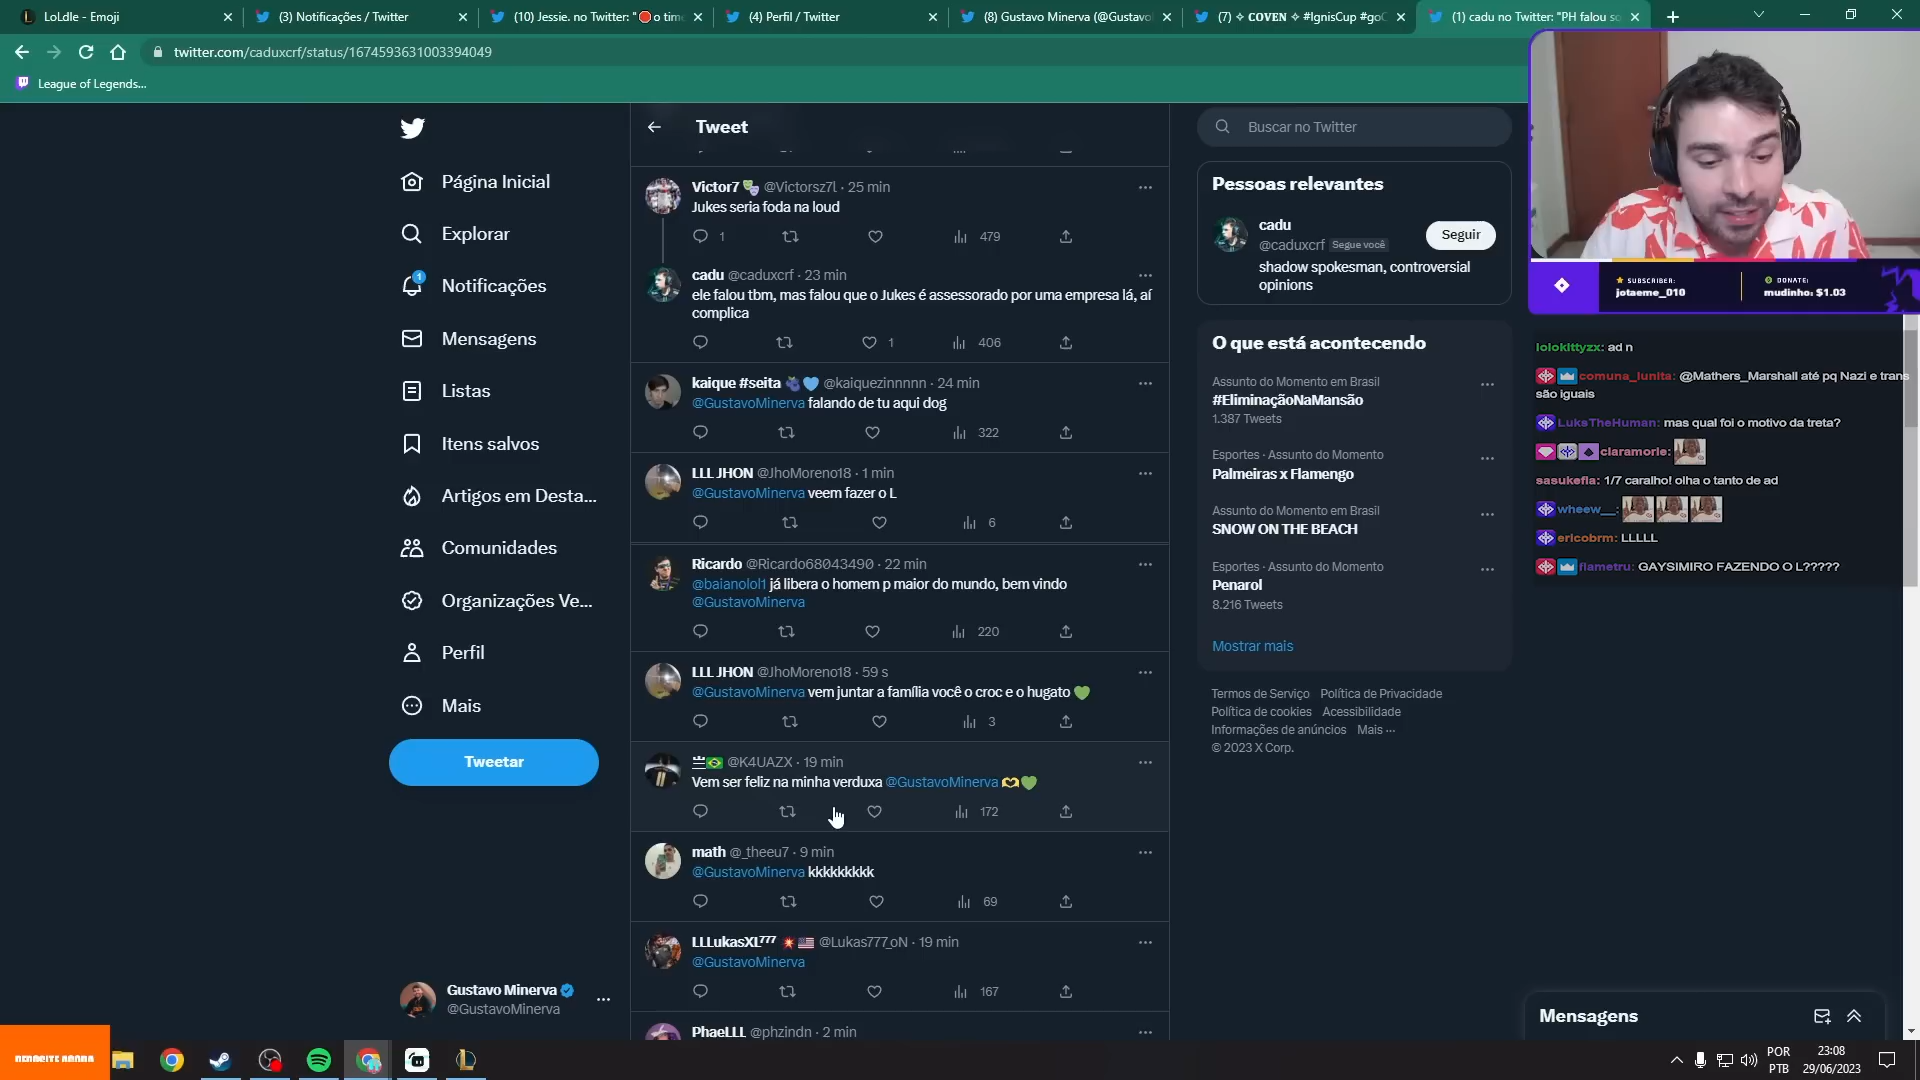 LoLdle - Emoji
(3) Notificações / Twitter
(10) Jessie. no Twitter: "🔴o time
(4) Perfil / Twitter
(8) Gustavo Minerva (@Gustavo
(7) ✧ COVEN ✧ #IgnisCup #goC
(1) cadu no Twitter: "PH falou so
twitter.com/caduxcrf/status/1674593631003394049
League of Legends...
Página Inicial
Explorar
1
Notificações
Mensagens
Listas
Itens salvos
Artigos em Desta...
Comunidades
Organizações Ve...
Perfil
Mais
Tweetar
Gustavo Minerva
@GustavoMinerva
Tweet
Victor7 🎭 @Victorsz7l · 25 min
Jukes seria foda na loud
1 479
cadu @caduxcrf · 23 min
ele falou tbm, mas falou que o Jukes é assessorado por uma empresa lá, aí
complica
1 406
kaique #seita 🍇💙 @kaiquezinnnnn · 24 min
@GustavoMinerva falando de tu aqui dog
322
LLL JHON @JhoMoreno18 · 1 min
@GustavoMinerva veem fazer o L
6
Ricardo @Ricardo68043490 · 22 min
@baianolol1 já libera o homem p maior do mundo, bem vindo
@GustavoMinerva
220
LLL JHON @JhoMoreno18 · 59 s
@GustavoMinerva vem juntar a família você o croc e o hugato 💚
3
🇧🇷 @K4UAZX · 19 min
Vem ser feliz na minha verduxa @GustavoMinerva 🫶💚
172
math @_theeu7 · 9 min
@GustavoMinerva kkkkkkkkk
69
LLLukasXL⁷⁷⁷ 💥🇺🇸 @Lukas777_oN · 19 min
@GustavoMinerva
167
PhaeLLL @phzindn · 2 min
Buscar no Twitter
Pessoas relevantes
cadu
@caduxcrf Segue você
Seguir
shadow spokesman, controversial
opinions
O que está acontecendo
Assunto do Momento em Brasil
#EliminaçãoNaMansão
1.387 Tweets
Esportes · Assunto do Momento
Palmeiras x Flamengo
Assunto do Momento em Brasil
SNOW ON THE BEACH
Esportes · Assunto do Momento
Penarol
8.216 Tweets
Mostrar mais
Termos de Serviço Política de Privacidade
Política de cookies Acessibilidade
Informações de anúncios Mais ···
© 2023 X Corp.
SUBSCRIBER:
jotaeme_010
DONATE:
mudinho: $1.03
lolokittyzx: ad n
comuna_lunita: @Mathers_Marshall até pq Nazi e trans
são iguais
LuksTheHuman: mas qual foi o motivo da treta?
claramorie:
sasukefla: 1/7 caralho! olha o tanto de ad
wheew__:
ericobrm: LLLLL
flametru: GAYSIMIRO FAZENDO O L?????
Mensagens
DEPOSITE AGORA
POR
PTB
23:08
29/06/2023